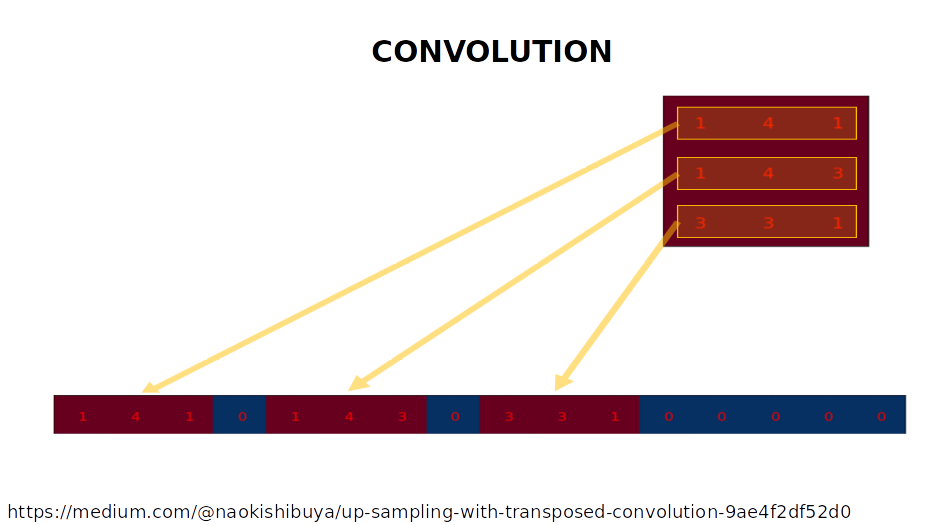 CONVOLUTION
1 4 1
1 4 3
3 3 1
1 4 1 0 1 4 3 0 3 3 1 0 0 0 0 0
https://medium.com/@naokishibuya/up-sampling-with-transposed-convolution-9ae4f2df52d0